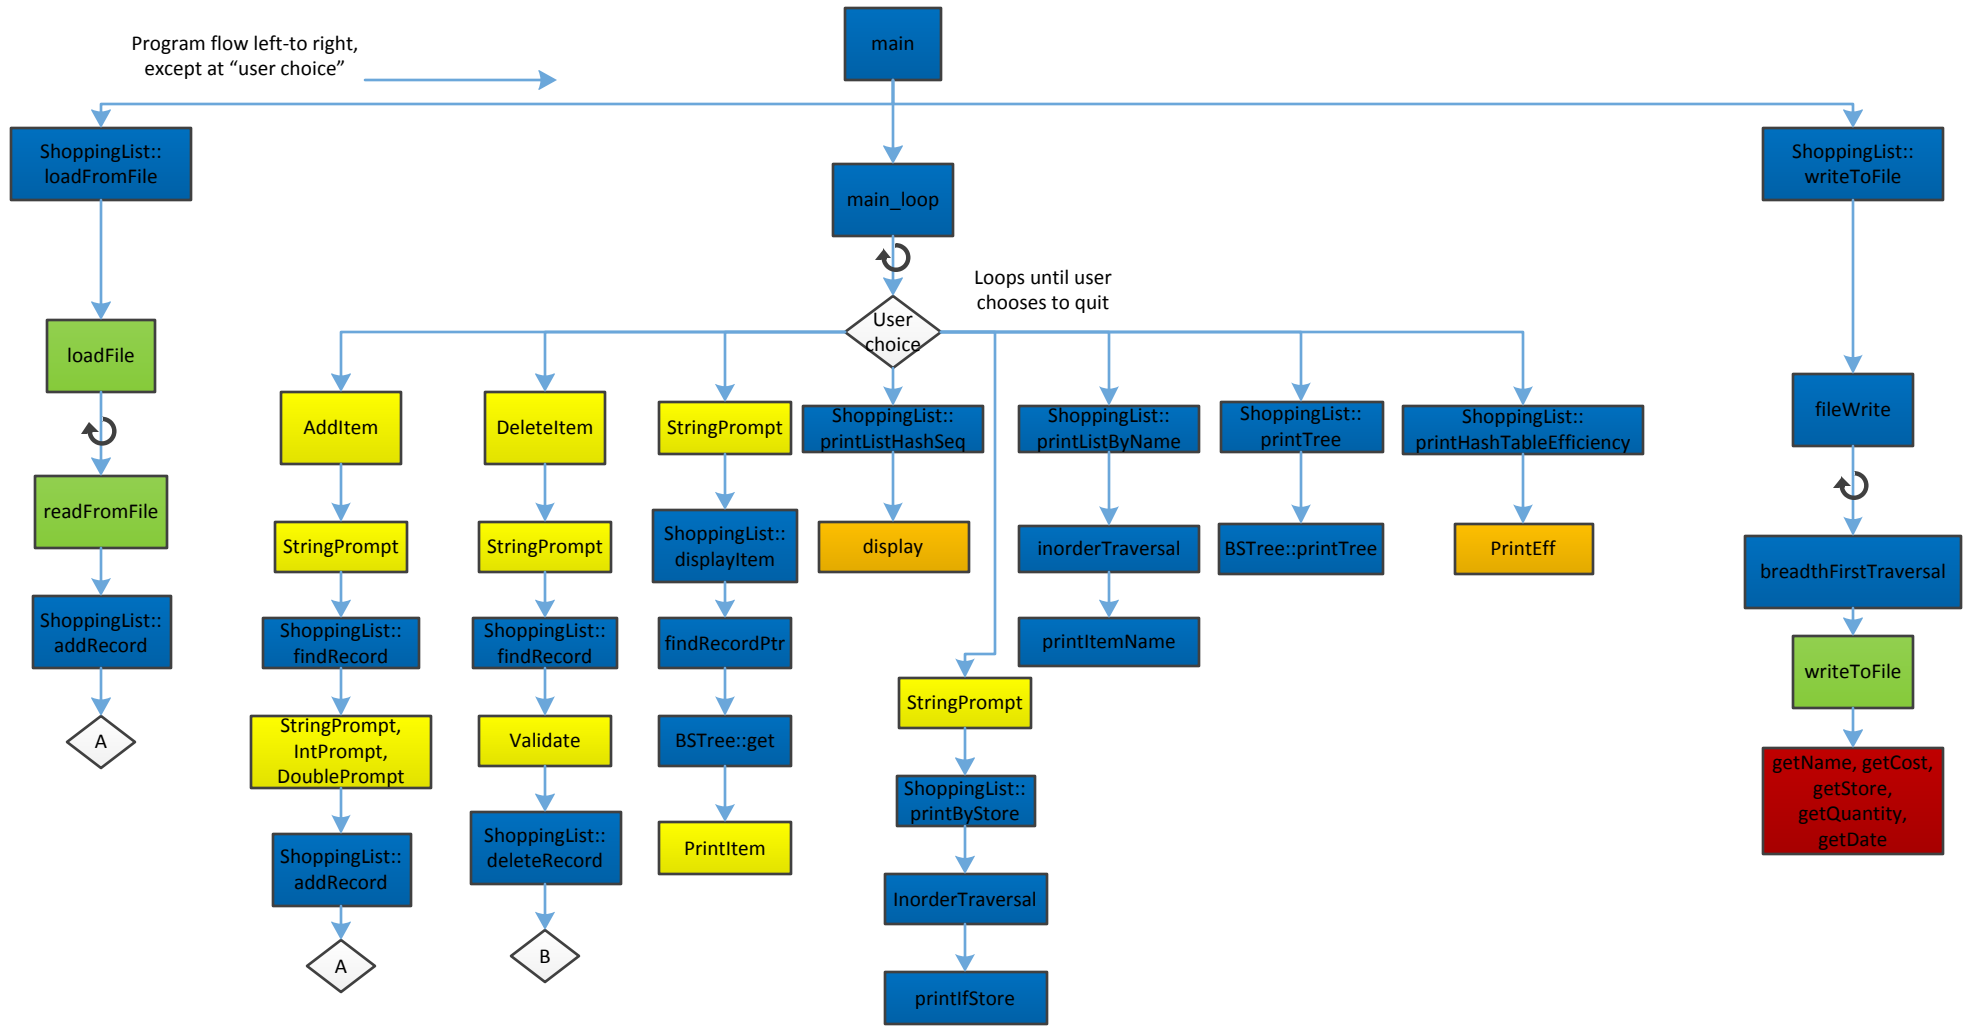 Program flow left-to right,
except at “user choice”
main
ShoppingList::
loadFromFile
ShoppingList::
writeToFile
main_loop
Loops until user
chooses to quit
User
choice
loadFile
fileWrite
AddItem
DeleteItem
StringPrompt
ShoppingList::
printListHashSeq
ShoppingList::
printListByName
ShoppingList::
printTree
ShoppingList::
printHashTableEfficiency
readFromFile
StringPrompt
StringPrompt
ShoppingList::
displayItem
display
inorderTraversal
BSTree::printTree
PrintEff
breadthFirstTraversal
ShoppingList::
addRecord
ShoppingList::
findRecord
ShoppingList::
findRecord
findRecordPtr
printItemName
writeToFile
StringPrompt
A
StringPrompt,
IntPrompt,
DoublePrompt
Validate
BSTree::get
getName, getCost,
getStore,
getQuantity,
getDate
ShoppingList::
printByStore
ShoppingList::
addRecord
ShoppingList::
deleteRecord
PrintItem
InorderTraversal
A
B
printIfStore